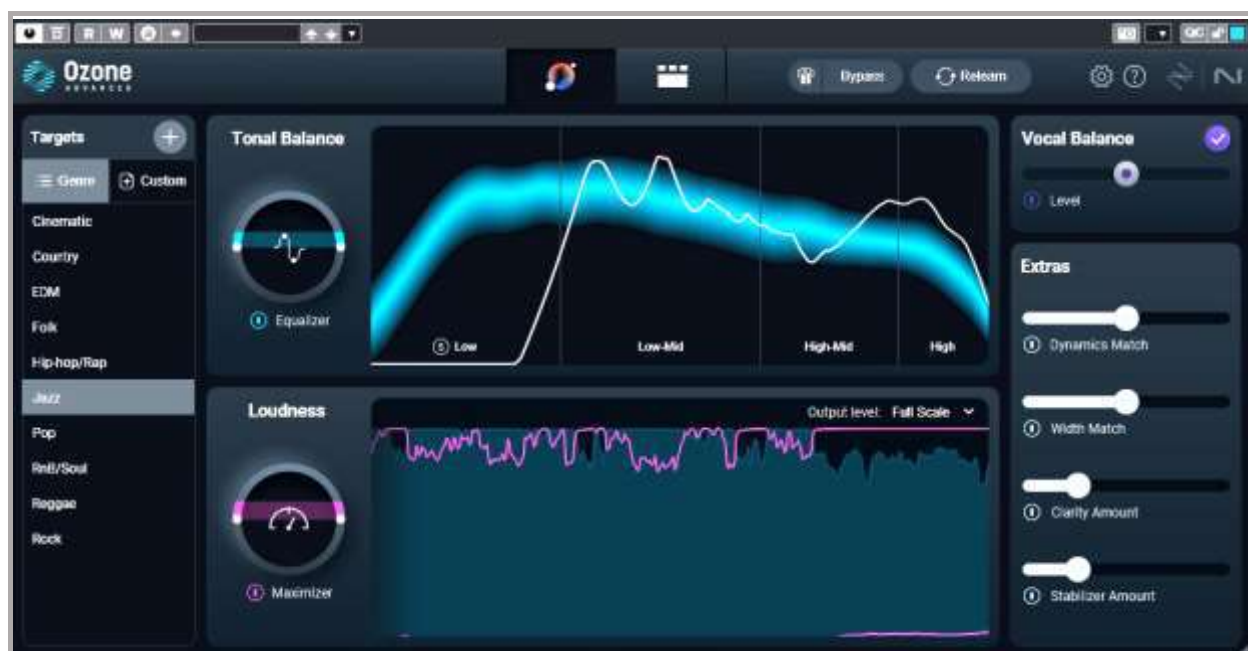 R W
QC
Ozone
ADVANCED
Bypass
Relearn
Targets
Genre
Custom
Cinematic
Country
EDM
Folk
Hip-hop/Rap
Jazz
Pop
RnB/Soul
Reggae
Rock
Tonal Balance
Equalizer
S Low
Low-Mid
High-Mid
High
Loudness
Output level: Full Scale
Maximizer
Vocal Balance
Level
Extras
Dynamics Match
Width Match
Clarity Amount
Stabilizer Amount